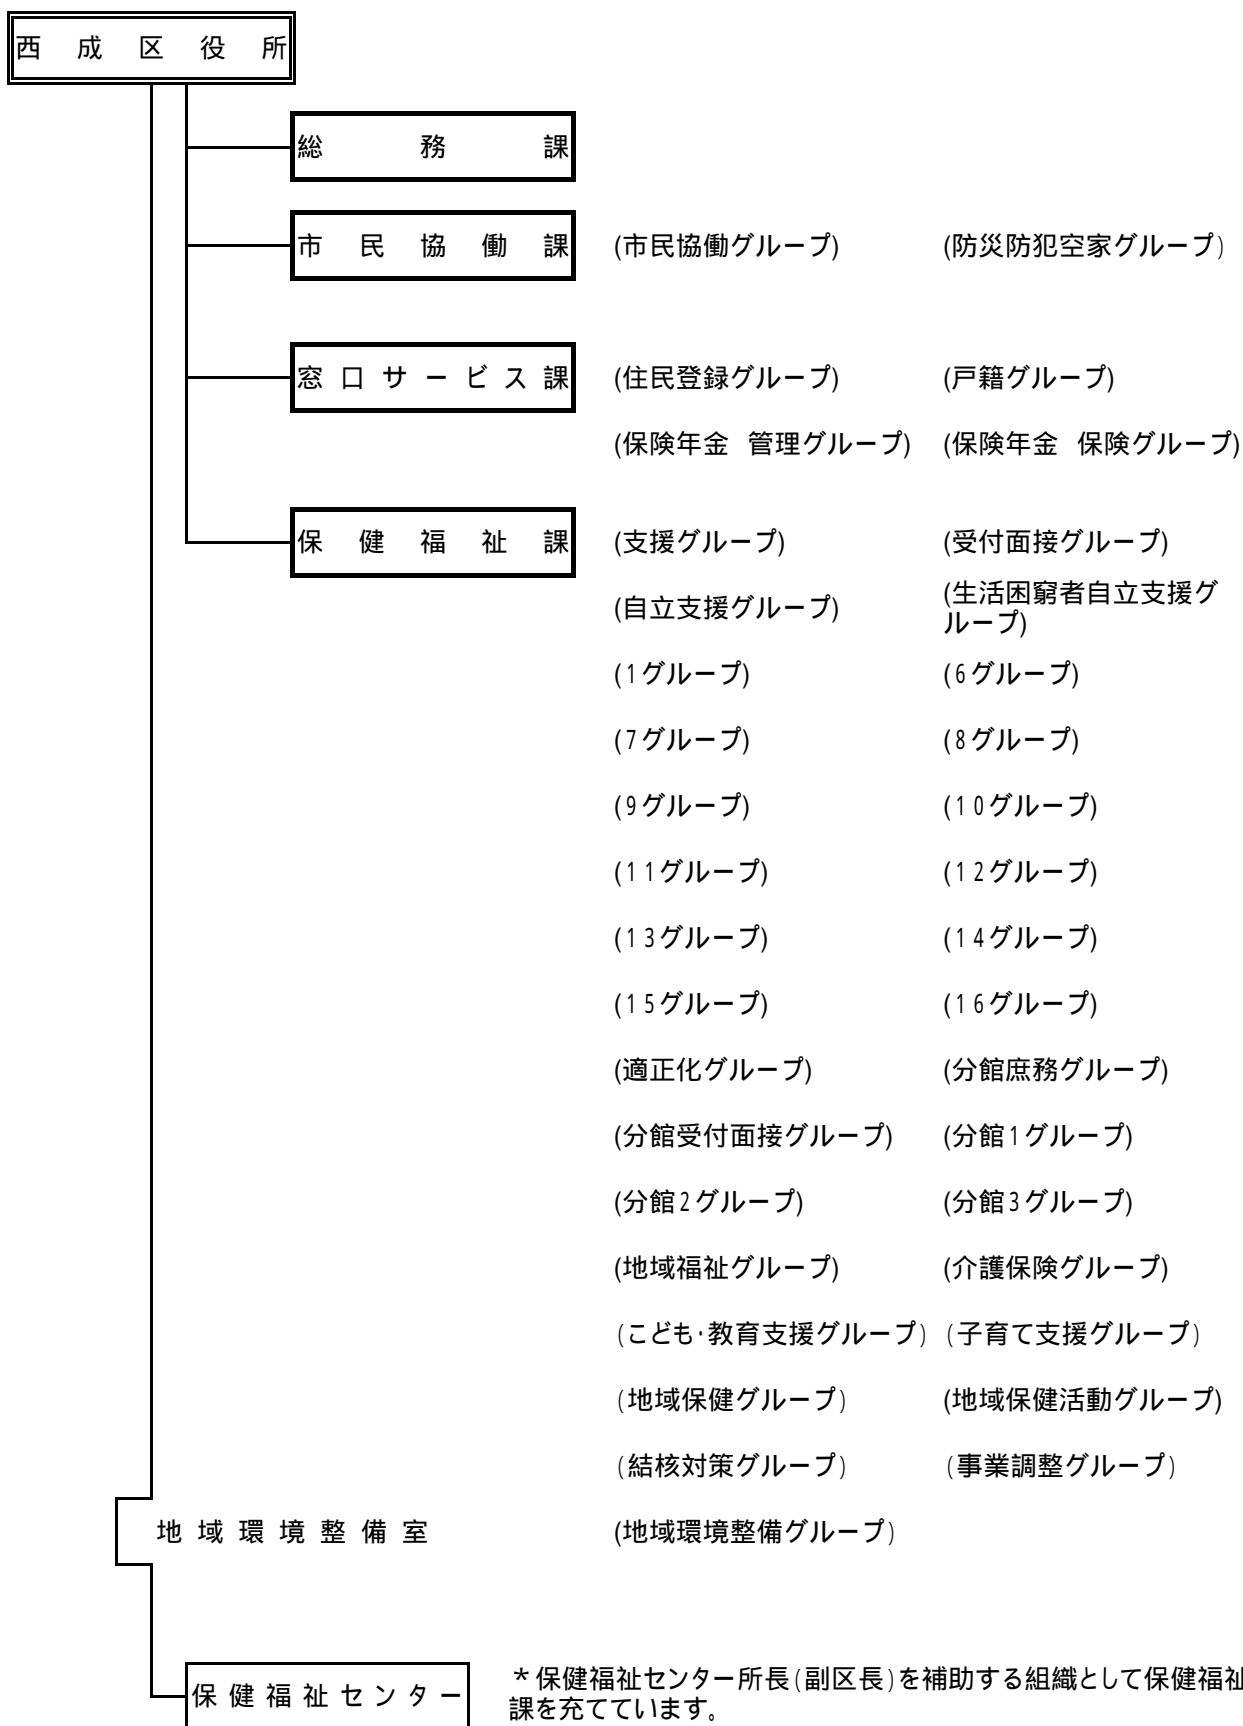 西成区役所
総務課
市民協働課 (市民協働グループ) (防災防犯空家グループ)
窓口サービス課 (住民登録グループ) (戸籍グループ)
(保険年金 管理グループ) (保険年金 保険グループ)
保健福祉課 (支援グループ) (受付面接グループ)
(自立支援グループ) (生活困窮者自立支援グ
ループ)
(1グループ) (6グループ)
(7グループ) (8グループ)
(9グループ) (10グループ)
(11グループ) (12グループ)
(13グループ) (14グループ)
(15グループ) (16グループ)
(適正化グループ) (分館庶務グループ)
(分館受付面接グループ) (分館1グループ)
(分館2グループ) (分館3グループ)
(地域福祉グループ) (介護保険グループ)
(こども・教育支援グループ) (子育て支援グループ)
(地域保健グループ) (地域保健活動グループ)
(結核対策グループ) (事業調整グループ)
地域環境整備室 (地域環境整備グループ)
保健福祉センター
＊保健福祉センター所長(副区長)を補助する組織として保健福祉
課を充てています。